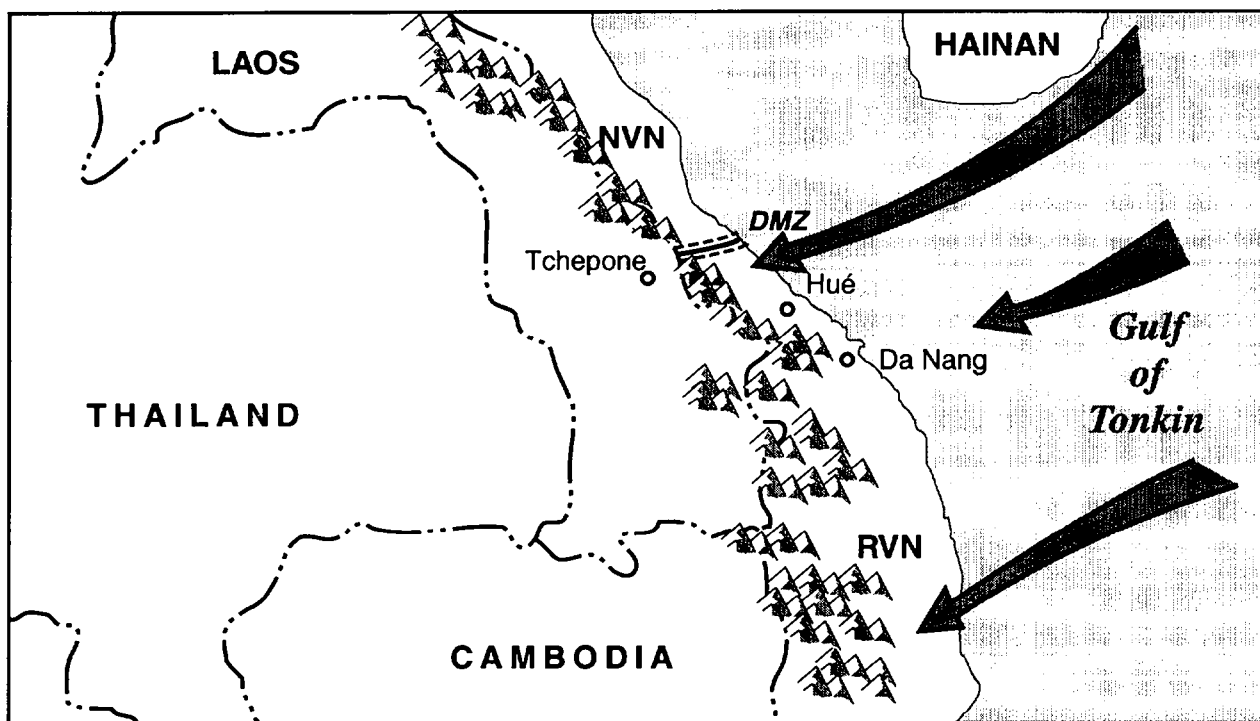 LAOS
HAINAN
NVN
DMZ
Tchepone
Hué
Da Nang
Gulf
of
Tonkin
THAILAND
RVN
CAMBODIA